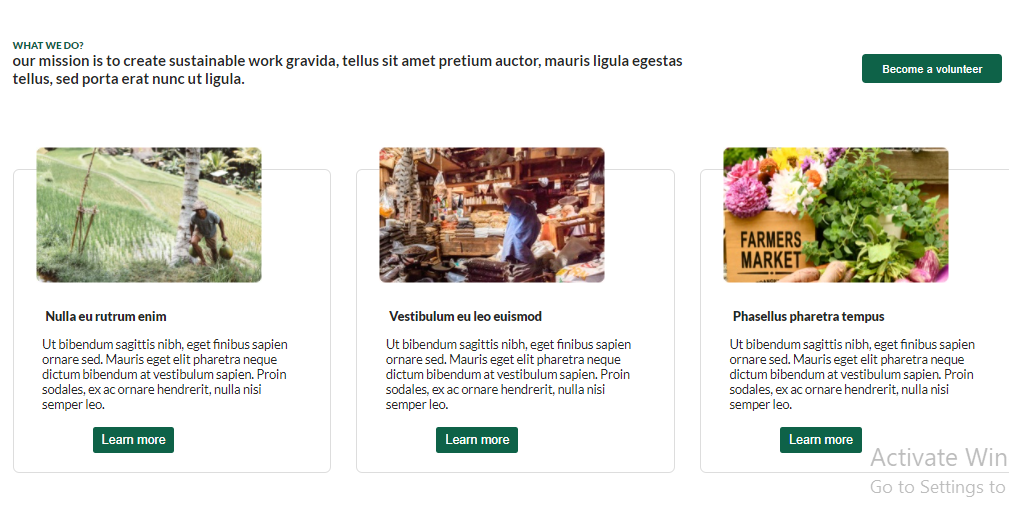 WHAT WE DO?
our mission is to create sustainable work gravida, tellus sit amet pretium auctor, mauris ligula egestas
tellus, sed porta erat nunc ut ligula.
Become a volunteer
FARMERS
MARKET
Nulla eu rutrum enim
Ut bibendum sagittis nibh, eget finibus sapien
ornare sed. Mauris eget elit pharetra neque
dictum bibendum at vestibulum sapien. Proin
sodales, ex ac ornare hendrerit, nulla nisi
semper leo.
Learn more
Vestibulum eu leo euismod
Ut bibendum sagittis nibh, eget finibus sapien
ornare sed. Mauris eget elit pharetra neque
dictum bibendum at vestibulum sapien. Proin
sodales, ex ac ornare hendrerit, nulla nisi
semper leo.
Learn more
Phasellus pharetra tempus
Ut bibendum sagittis nibh, eget finibus sapien
ornare sed. Mauris eget elit pharetra neque
dictum bibendum at vestibulum sapien. Proin
sodales, ex ac ornare hendrerit, nulla nisi
semper leo.
Learn more
Activate Win
Go to Settings to